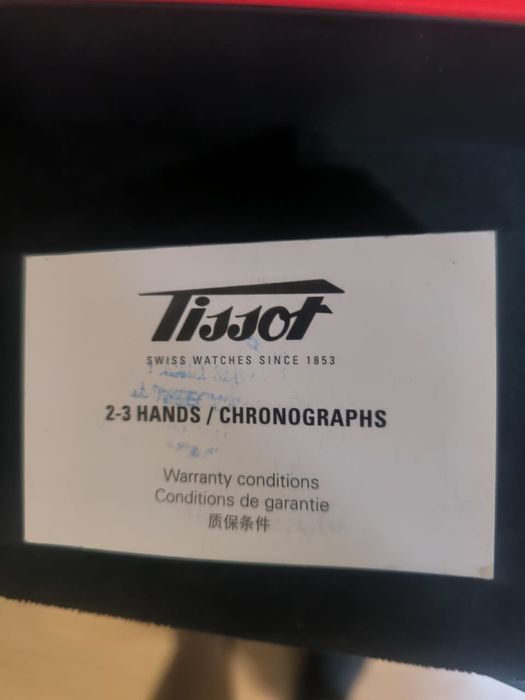 Tissot
SWISS WATCHES SINCE 1853
2-3 HANDS / CHRONOGRAPHS
Warranty conditions
Conditions de garantie
质保条件